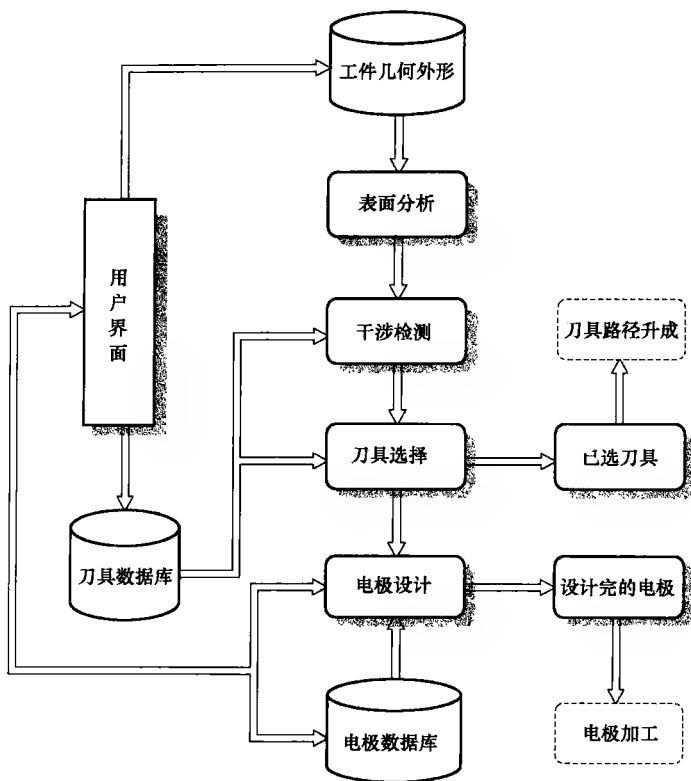 工件几何外形
表面分析
用户界面
干涉检测
刀具路径升成
刀具选择
已选刀具
刀具数据库
电极设计
设计完的电极
电极数据库
电极加工